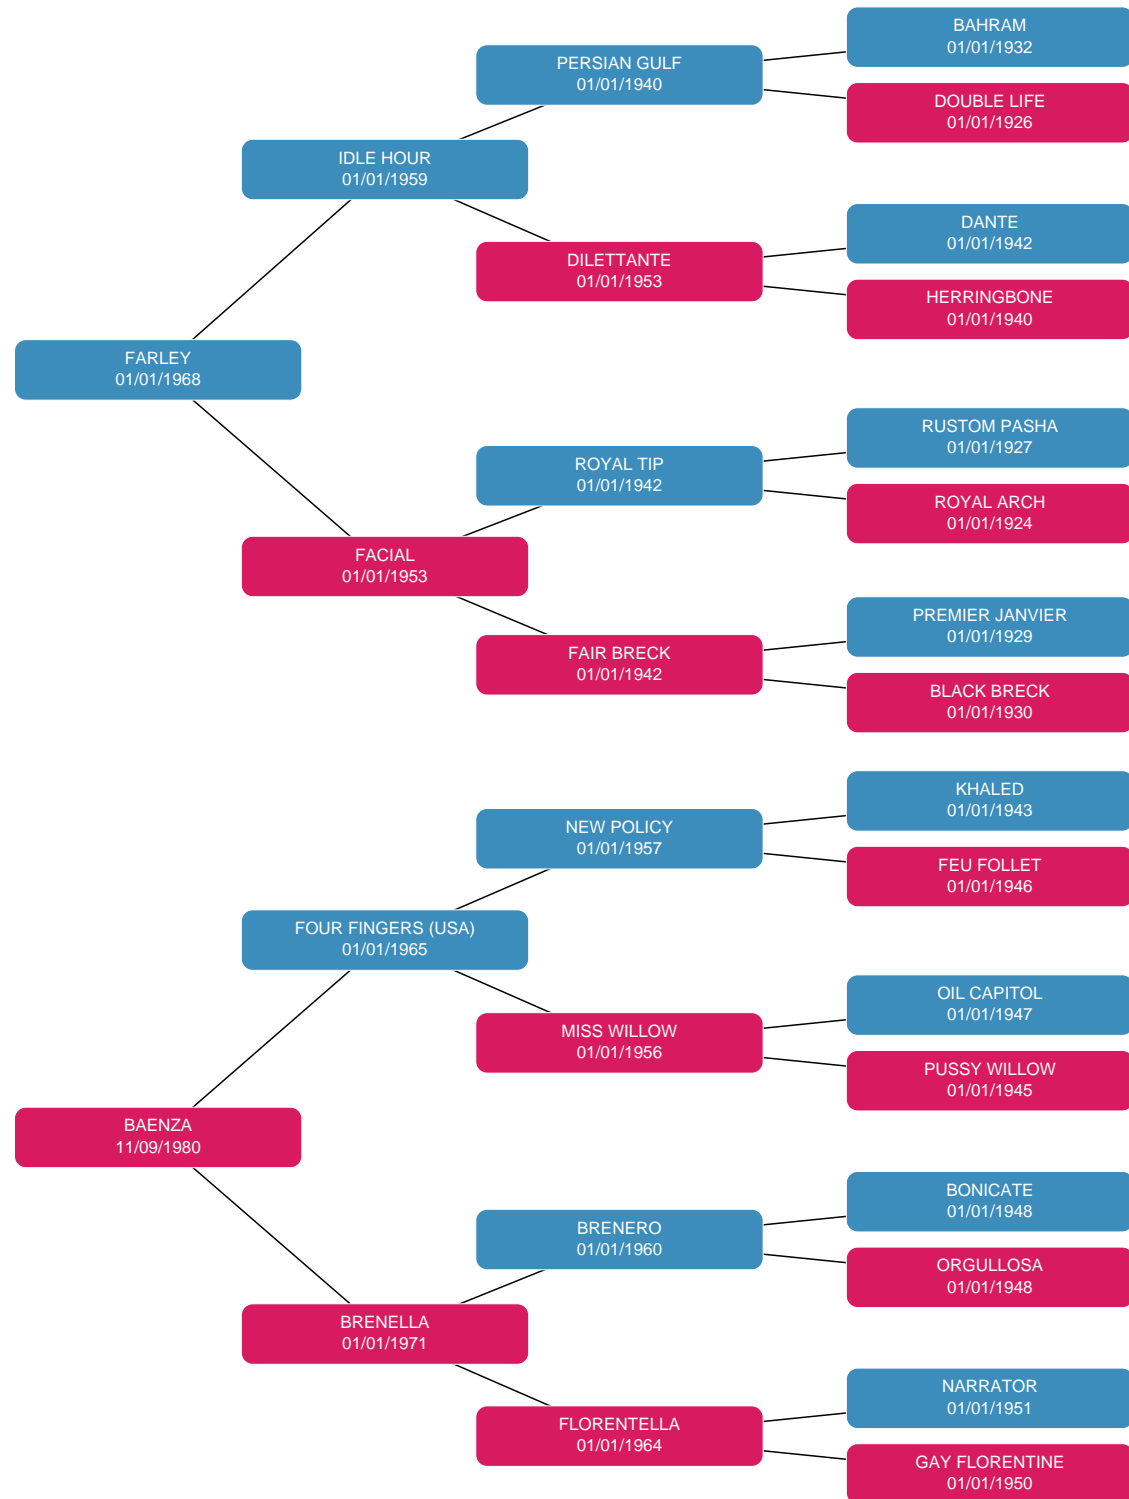 BAHRAM
01/01/1932
PERSIAN GULF
01/01/1940
DOUBLE LIFE
01/01/1926
IDLE HOUR
01/01/1959
DANTE
01/01/1942
DILETTANTE
01/01/1953
HERRINGBONE
01/01/1940
FARLEY
01/01/1968
RUSTOM PASHA
01/01/1927
ROYAL TIP
01/01/1942
ROYAL ARCH
01/01/1924
FACIAL
01/01/1953
PREMIER JANVIER
01/01/1929
FAIR BRECK
01/01/1942
BLACK BRECK
01/01/1930
KHALED
01/01/1943
NEW POLICY
01/01/1957
FEU FOLLET
01/01/1946
FOUR FINGERS (USA)
01/01/1965
OIL CAPITOL
01/01/1947
MISS WILLOW
01/01/1956
PUSSY WILLOW
01/01/1945
BAENZA
11/09/1980
BONICATE
01/01/1948
BRENERO
01/01/1960
ORGULLOSA
01/01/1948
BRENELLA
01/01/1971
NARRATOR
01/01/1951
FLORENTELLA
01/01/1964
GAY FLORENTINE
01/01/1950